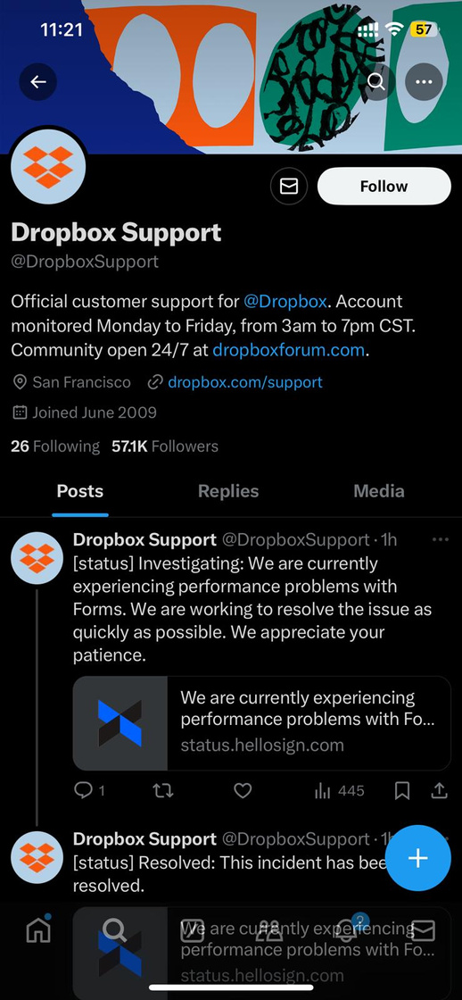 11:21
57
Follow
Dropbox Support
@DropboxSupport
Official customer support for @Dropbox. Account
monitored Monday to Friday, from 3am to 7pm CST.
Community open 24/7 at dropboxforum.com.
San Francisco dropbox.com/support
Joined June 2009
26 Following 57.1K Followers
Posts Replies Media
Dropbox Support @DropboxSupport · 1h
[status] Investigating: We are currently
experiencing performance problems with
Forms. We are working to resolve the issue as
quickly as possible. We appreciate your
patience.
We are currently experiencing
performance problems with Fo...
status.hellosign.com
1 445
Dropbox Support @DropboxSupport · 1h
[status] Resolved: This incident has bee
resolved.
We are currently experiencing
performance problems with Fo...
status.hellosign.com
2